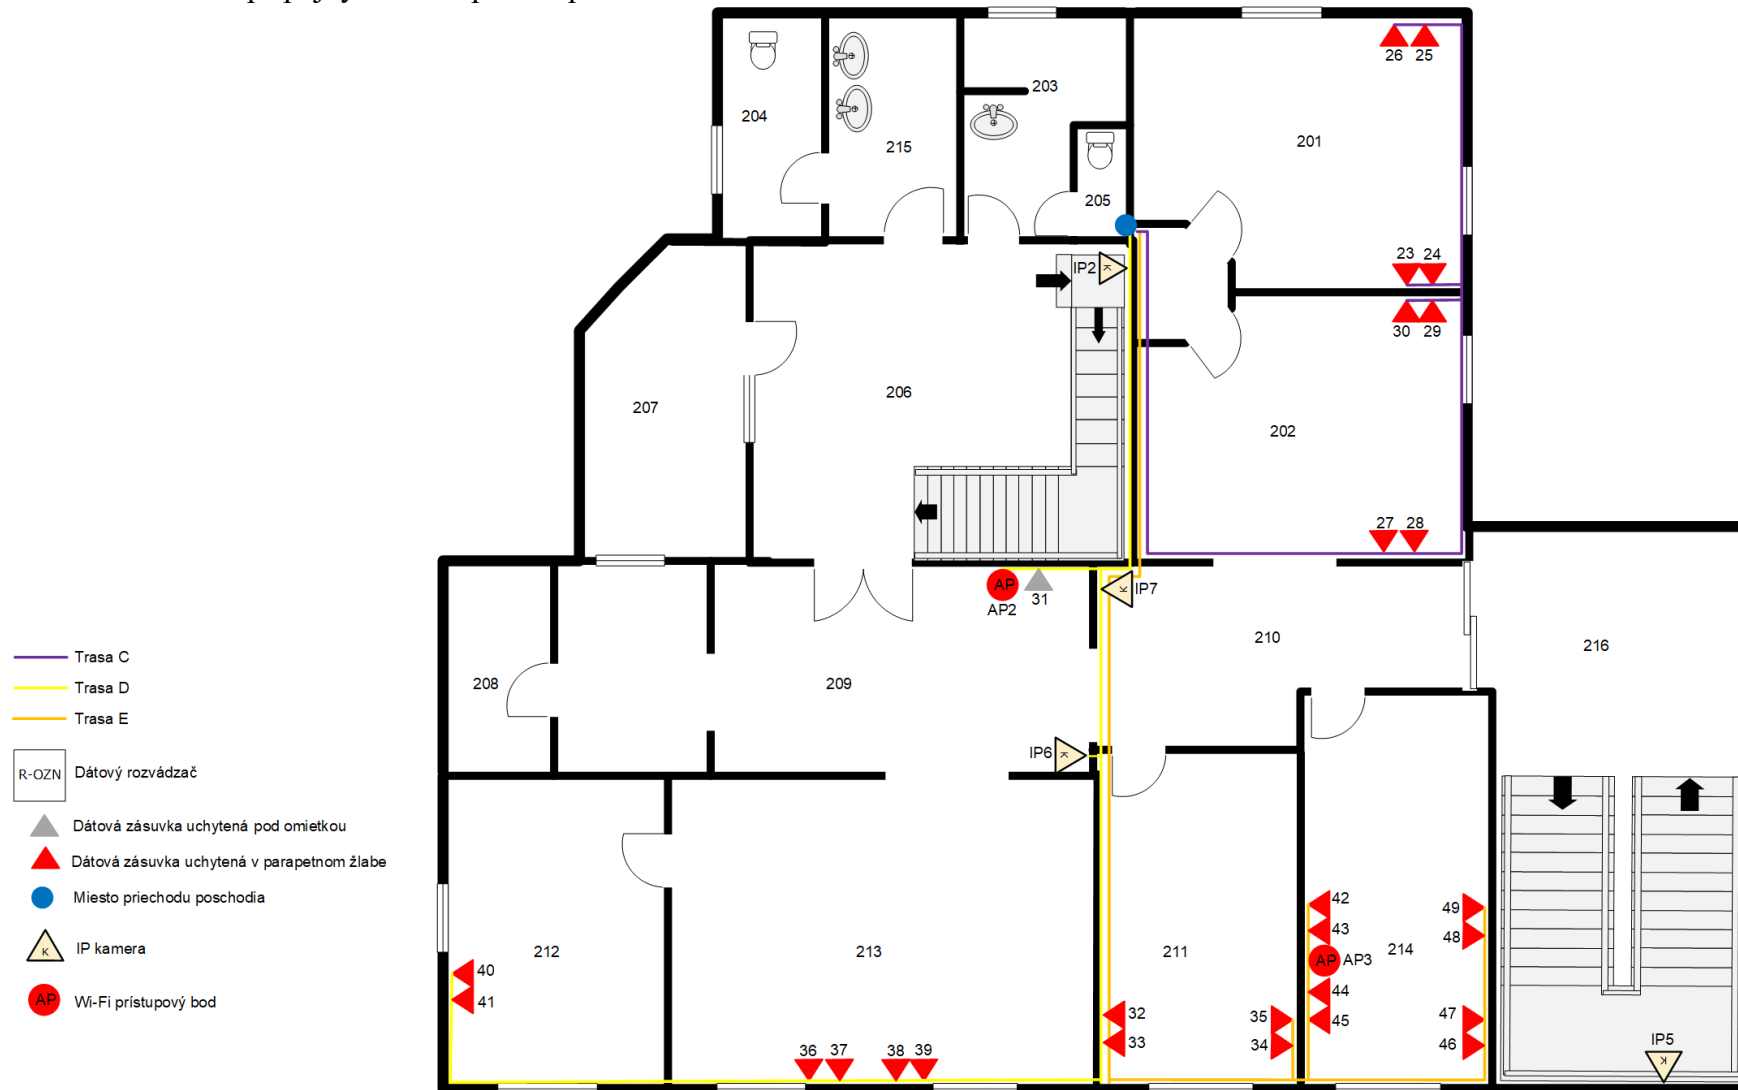 26 25
203
204
201
215
205
23 24
IP2
30 29
206
207
202
27 28
AP
AP2
31
IP7
210
216
Trasa C
208
209
Trasa D
Trasa E
IP6
R-OZN Dátový rozvádzač
Dátová zásuvka uchytená pod omietkou
Dátová zásuvka uchytená v parapetnom žlabe
Miesto priechodu poschodia
K IP kamera
AP Wi-Fi prístupový bod
42
49
43
48
212
213
211
214
AP AP3
40
41
44
32
35
45
47
33
34
46
36 37 38 39
IP5
K
K
K
K